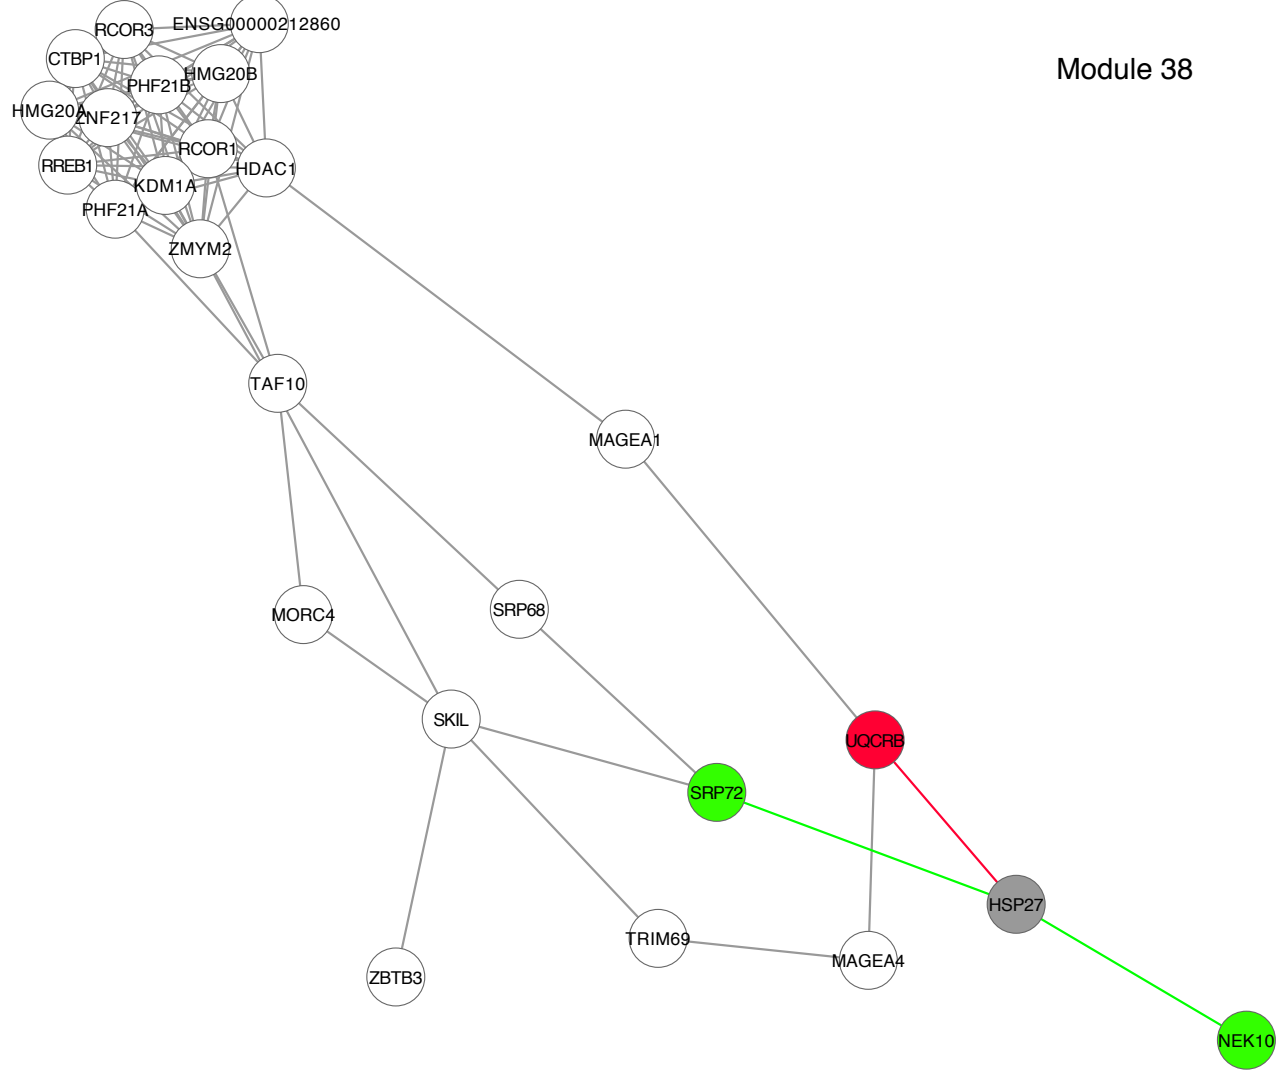 RCOR3
ENSG00000212860
CTBP1
Module 38
HMG20B
PHF21B
HMG20A
ZNF217
RCOR1
RREB1
HDAC1
KDM1A
PHF21A
ZMYM2
TAF10
MAGEA1
MORC4
SRP68
SKIL
UQCRB
SRP72
HSP27
TRIM69
MAGEA4
ZBTB3
NEK10